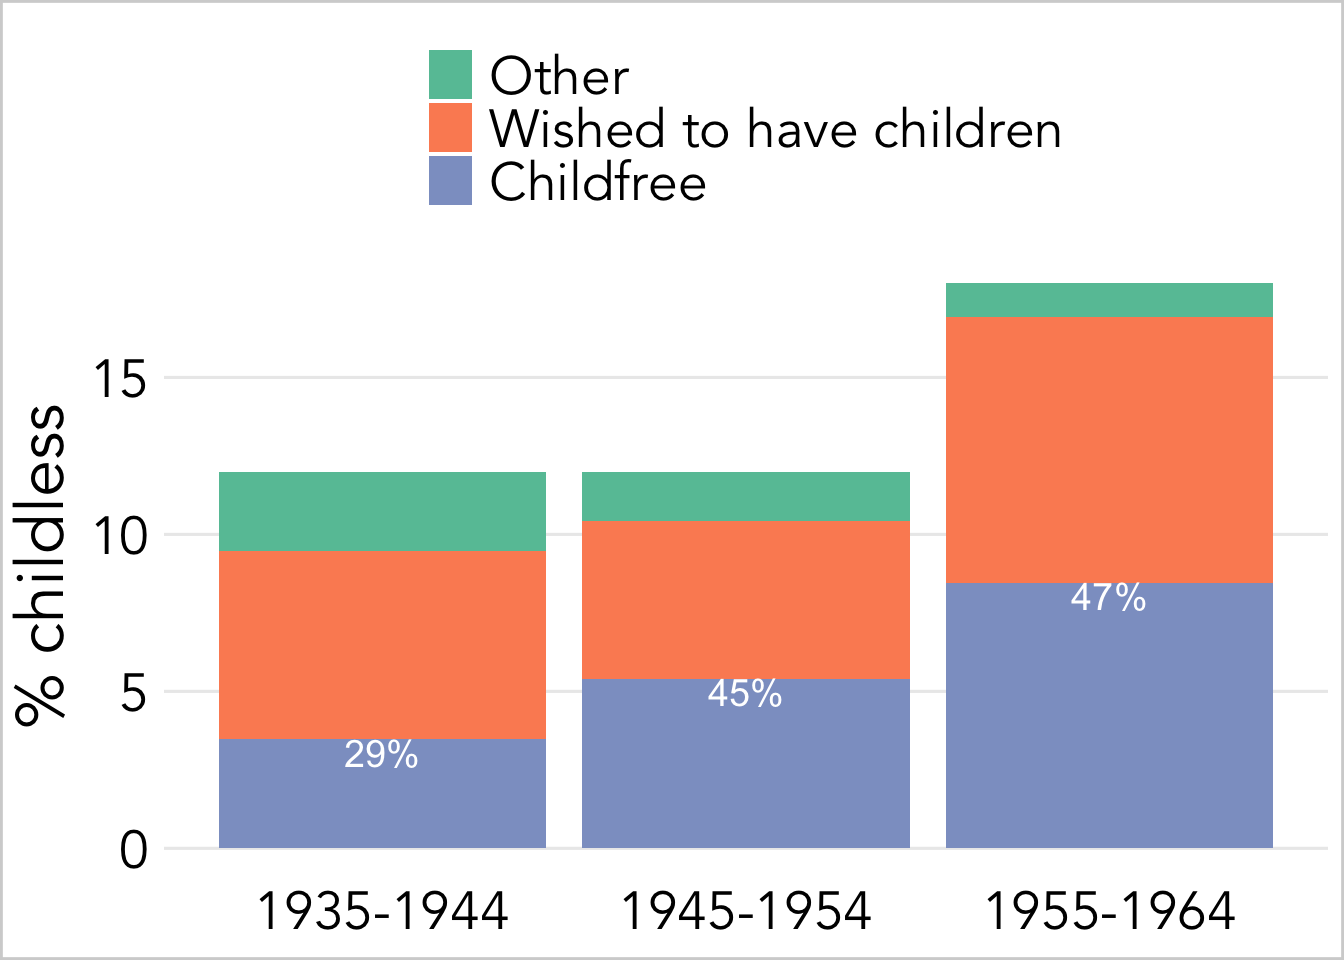 Other
Wished to have children
Childfree
% childless
15
10
5
0
47%
45%
29%
1935-1944 1945-1954 1955-1964